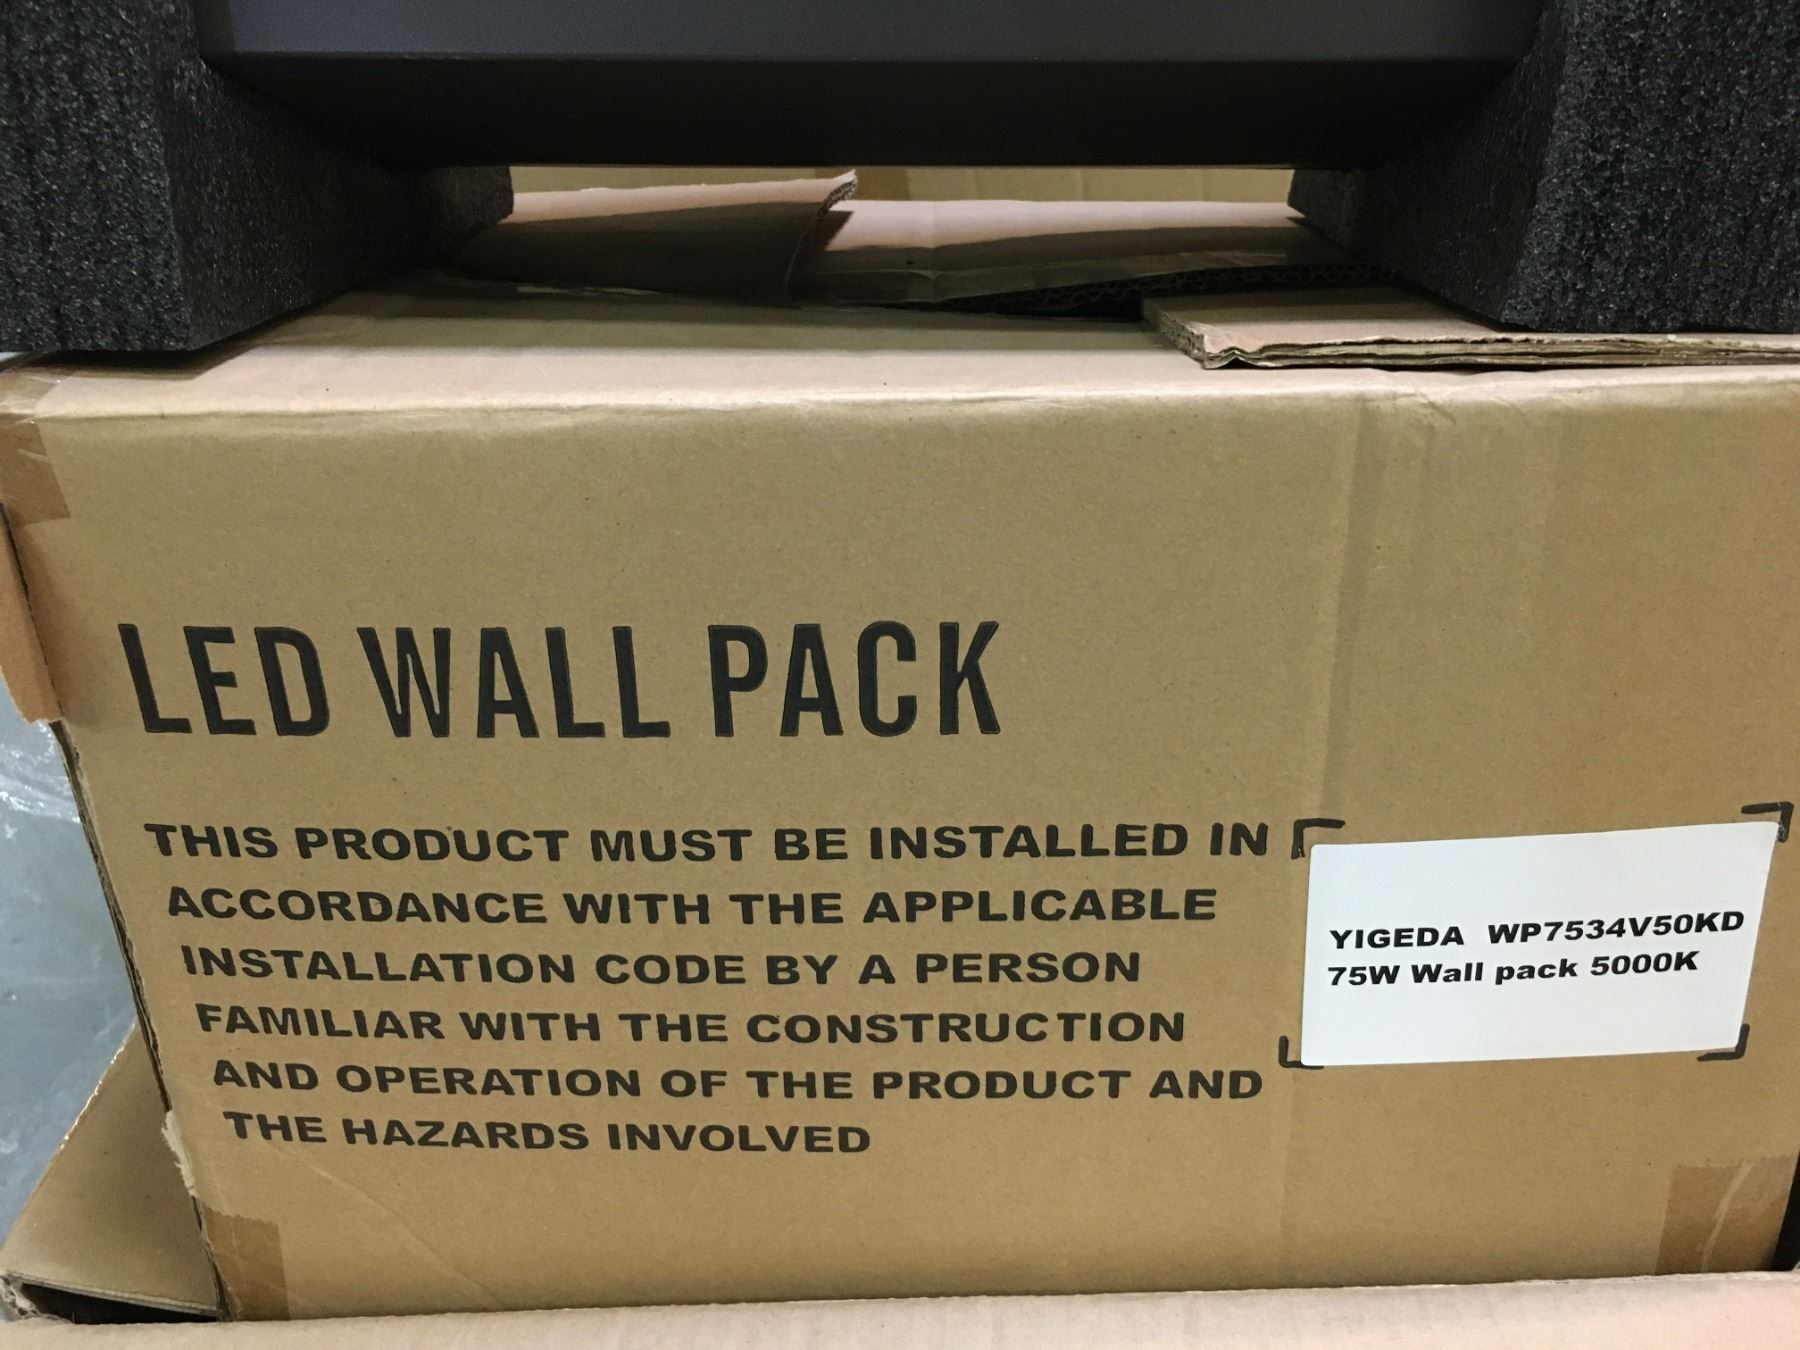 LED WALL PACK
THIS PRODUCT MUST BE INSTALLED IN
ACCORDANCE WITH THE APPLICABLE
INSTALLATION CODE BY A PERSON
FAMILIAR WITH THE CONSTRUCTION
AND OPERATION OF THE PRODUCT AND
THE HAZARDS INVOLVED
YIGEDA WP7534V50KD
75W Wall pack 5000K